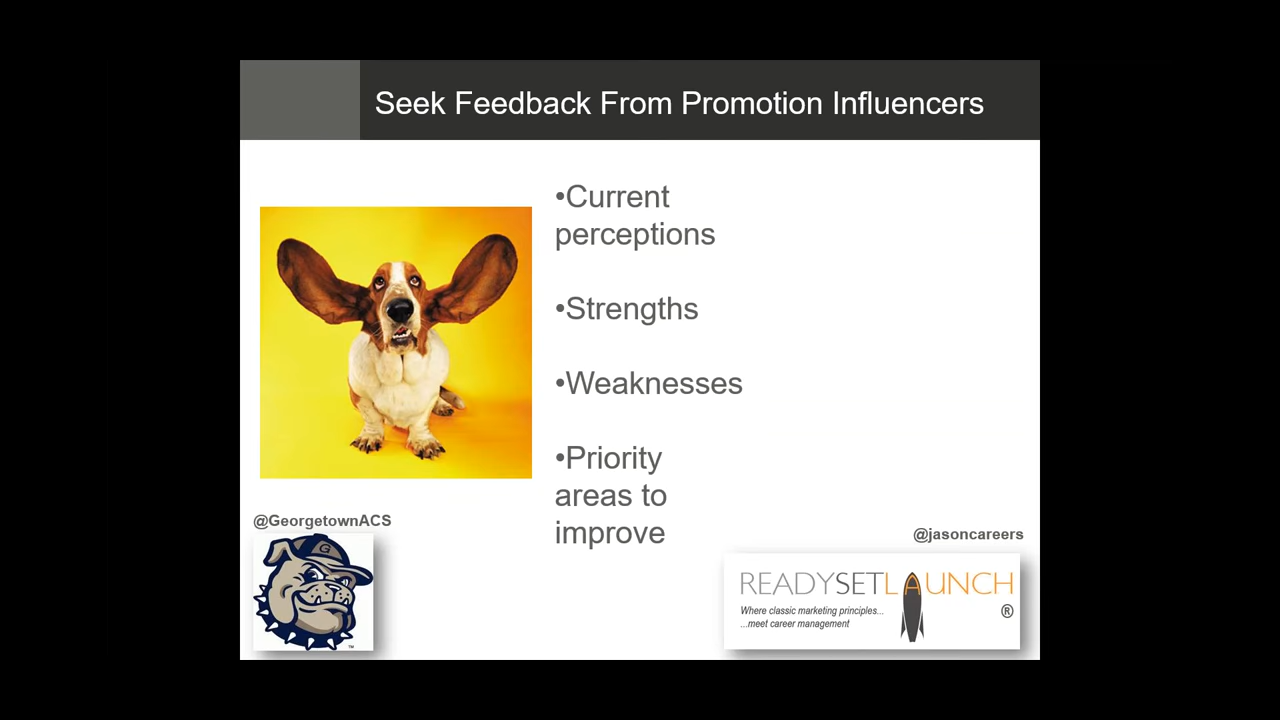 Seek Feedback From Promotion Influencers
•Current
perceptions
•Strengths
•Weaknesses
•Priority
areas to
improve
@GeorgetownACS
G
™
@jasoncareers
READYSETLAUNCH
®
Where classic marketing principles...
...meet career management